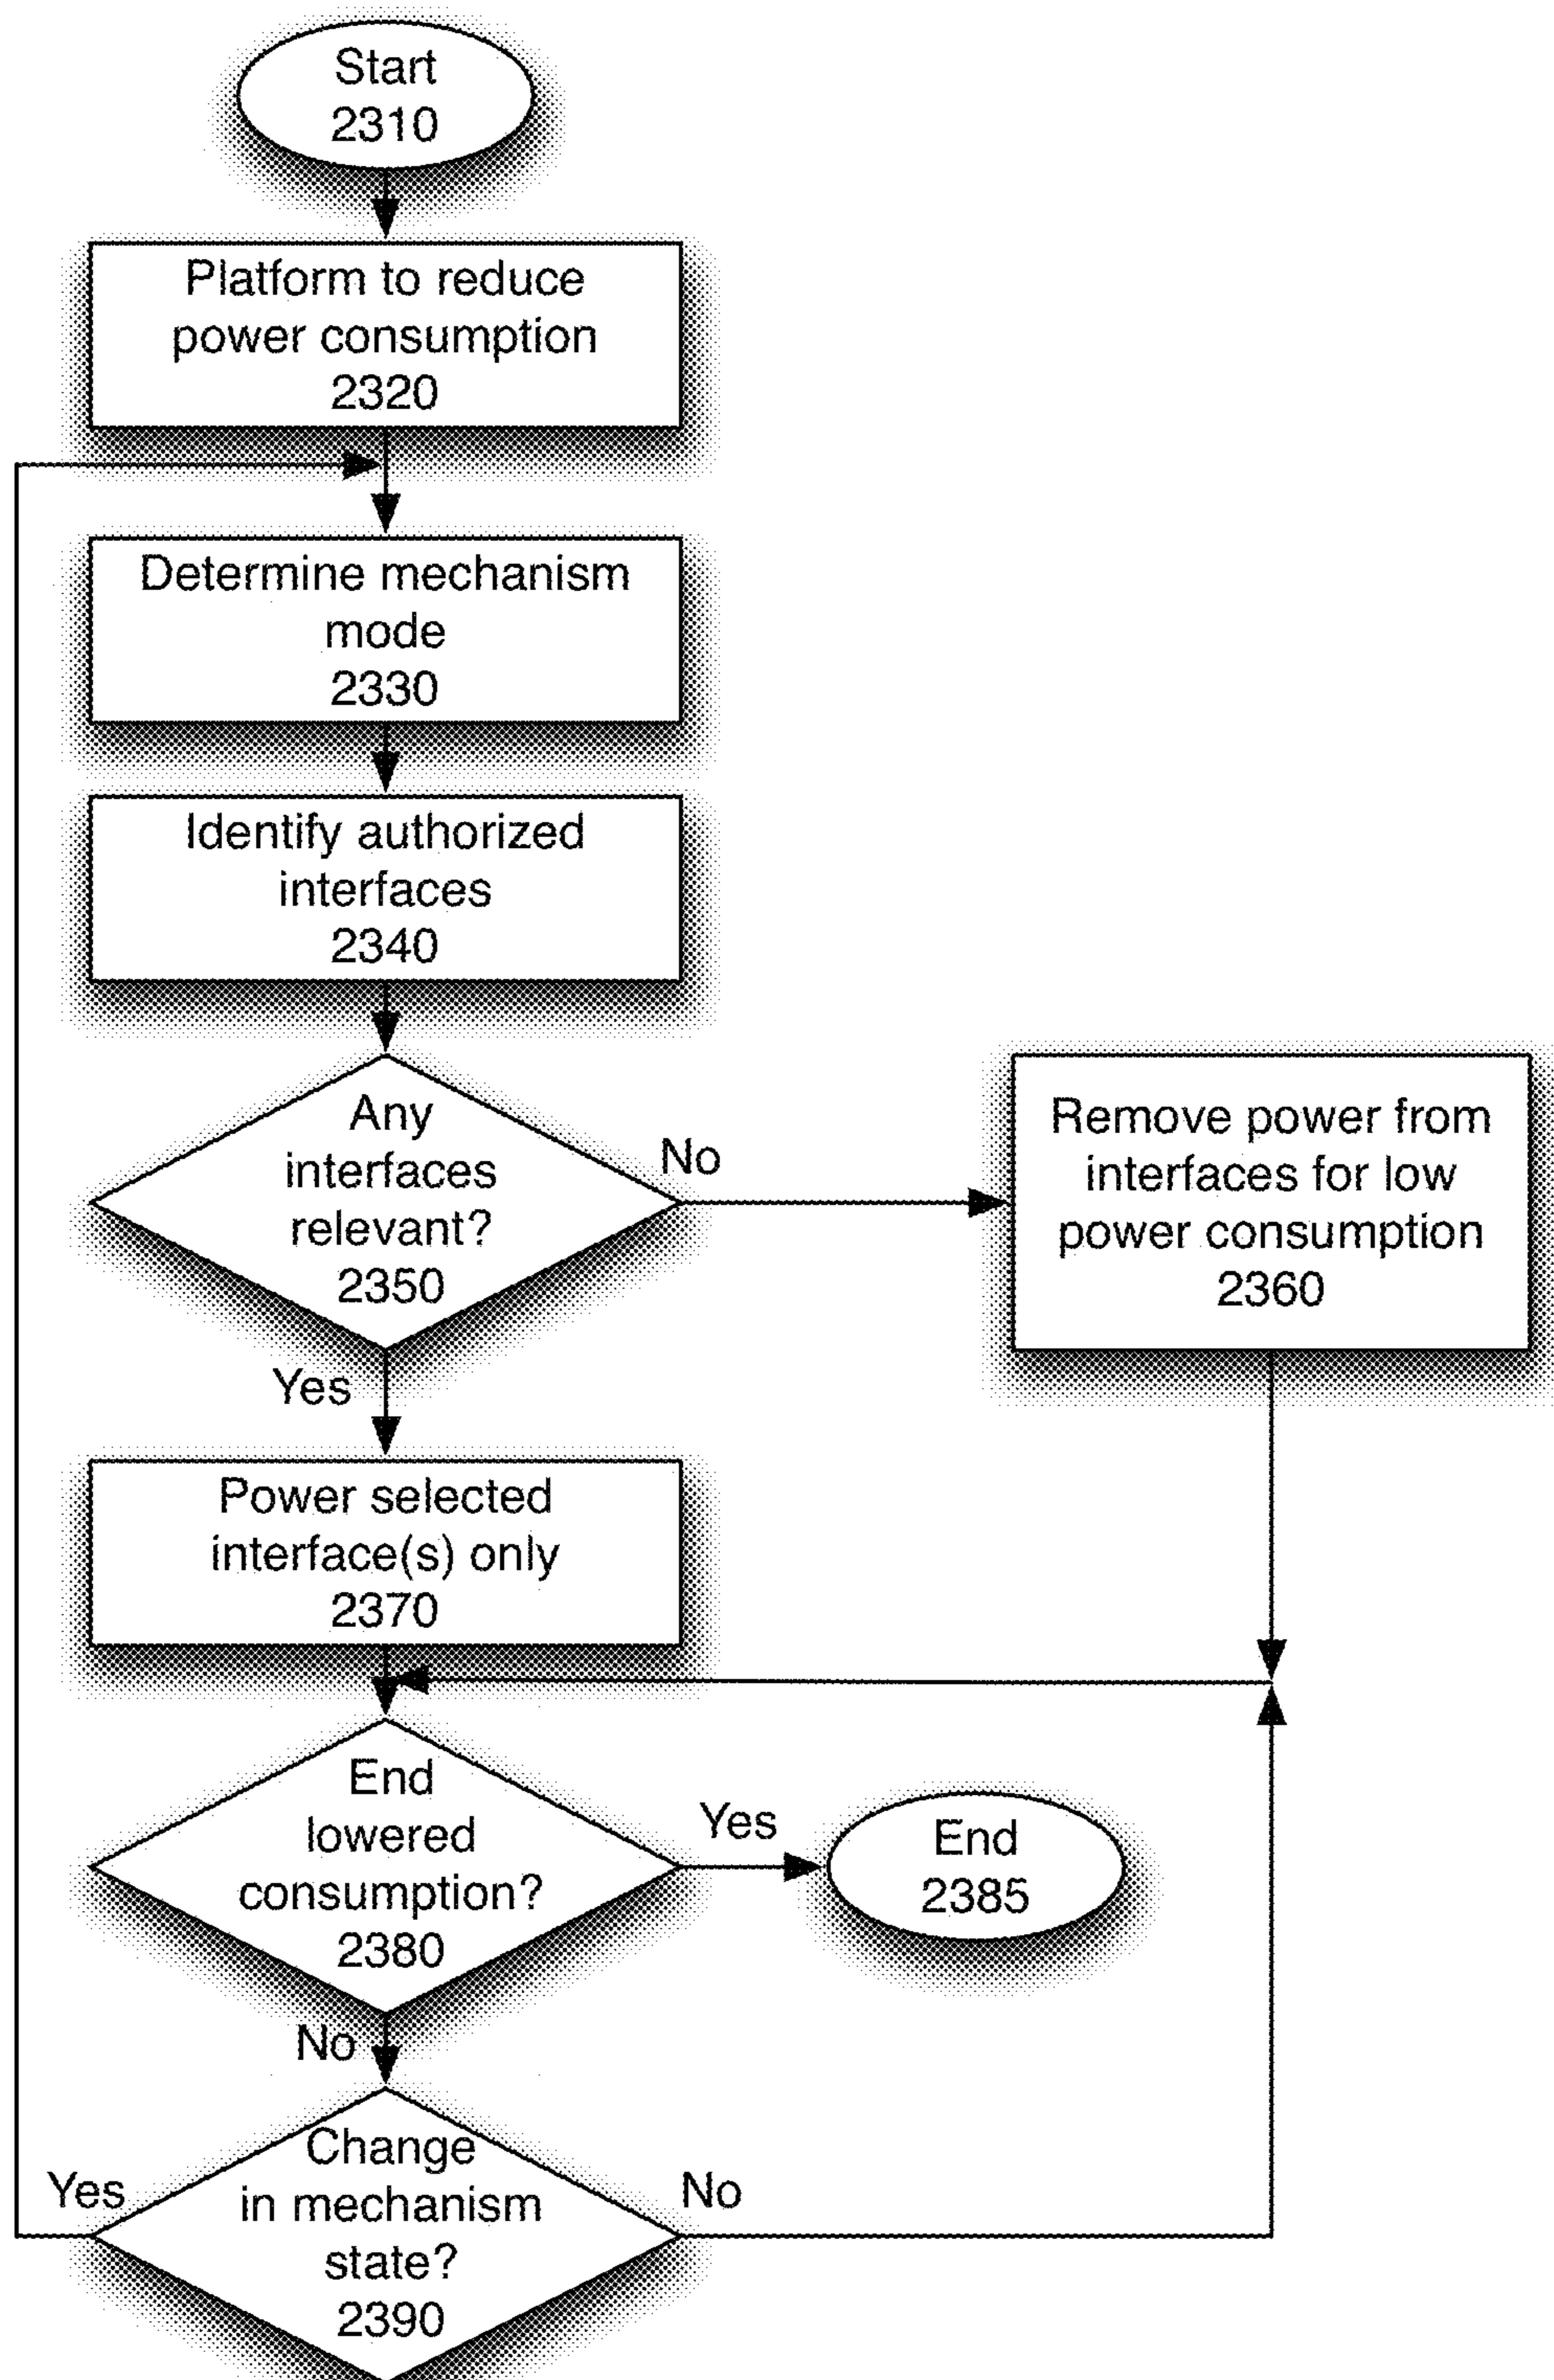 Start
2310
Platform to reduce
power consumption
2320
Determine mechanism
mode
2330
Identify authorized
interfaces
2340
Any
interfaces
relevant?
2350
No
Remove power from
interfaces for low
power consumption
2360
Yes
Power selected
interface(s) only
2370
End
lowered
consumption?
2380
Yes
End
2385
No
Change
in mechanism
state?
2390
Yes
No